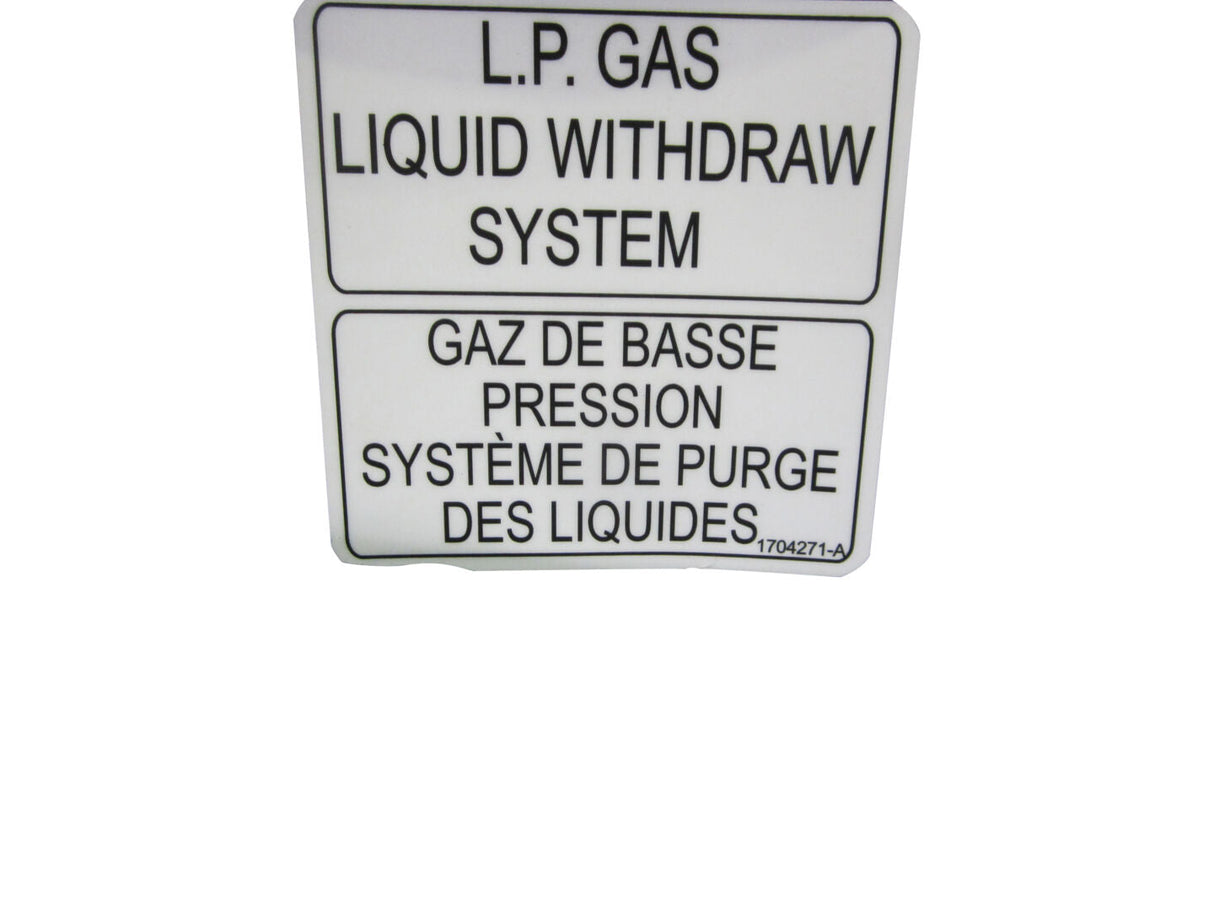 L.P. GAS
LIQUID WITHDRAW
SYSTEM
GAZ DE BASSE
PRESSION
SYSTÈME DE PURGE
DES LIQUIDES
1704271-A